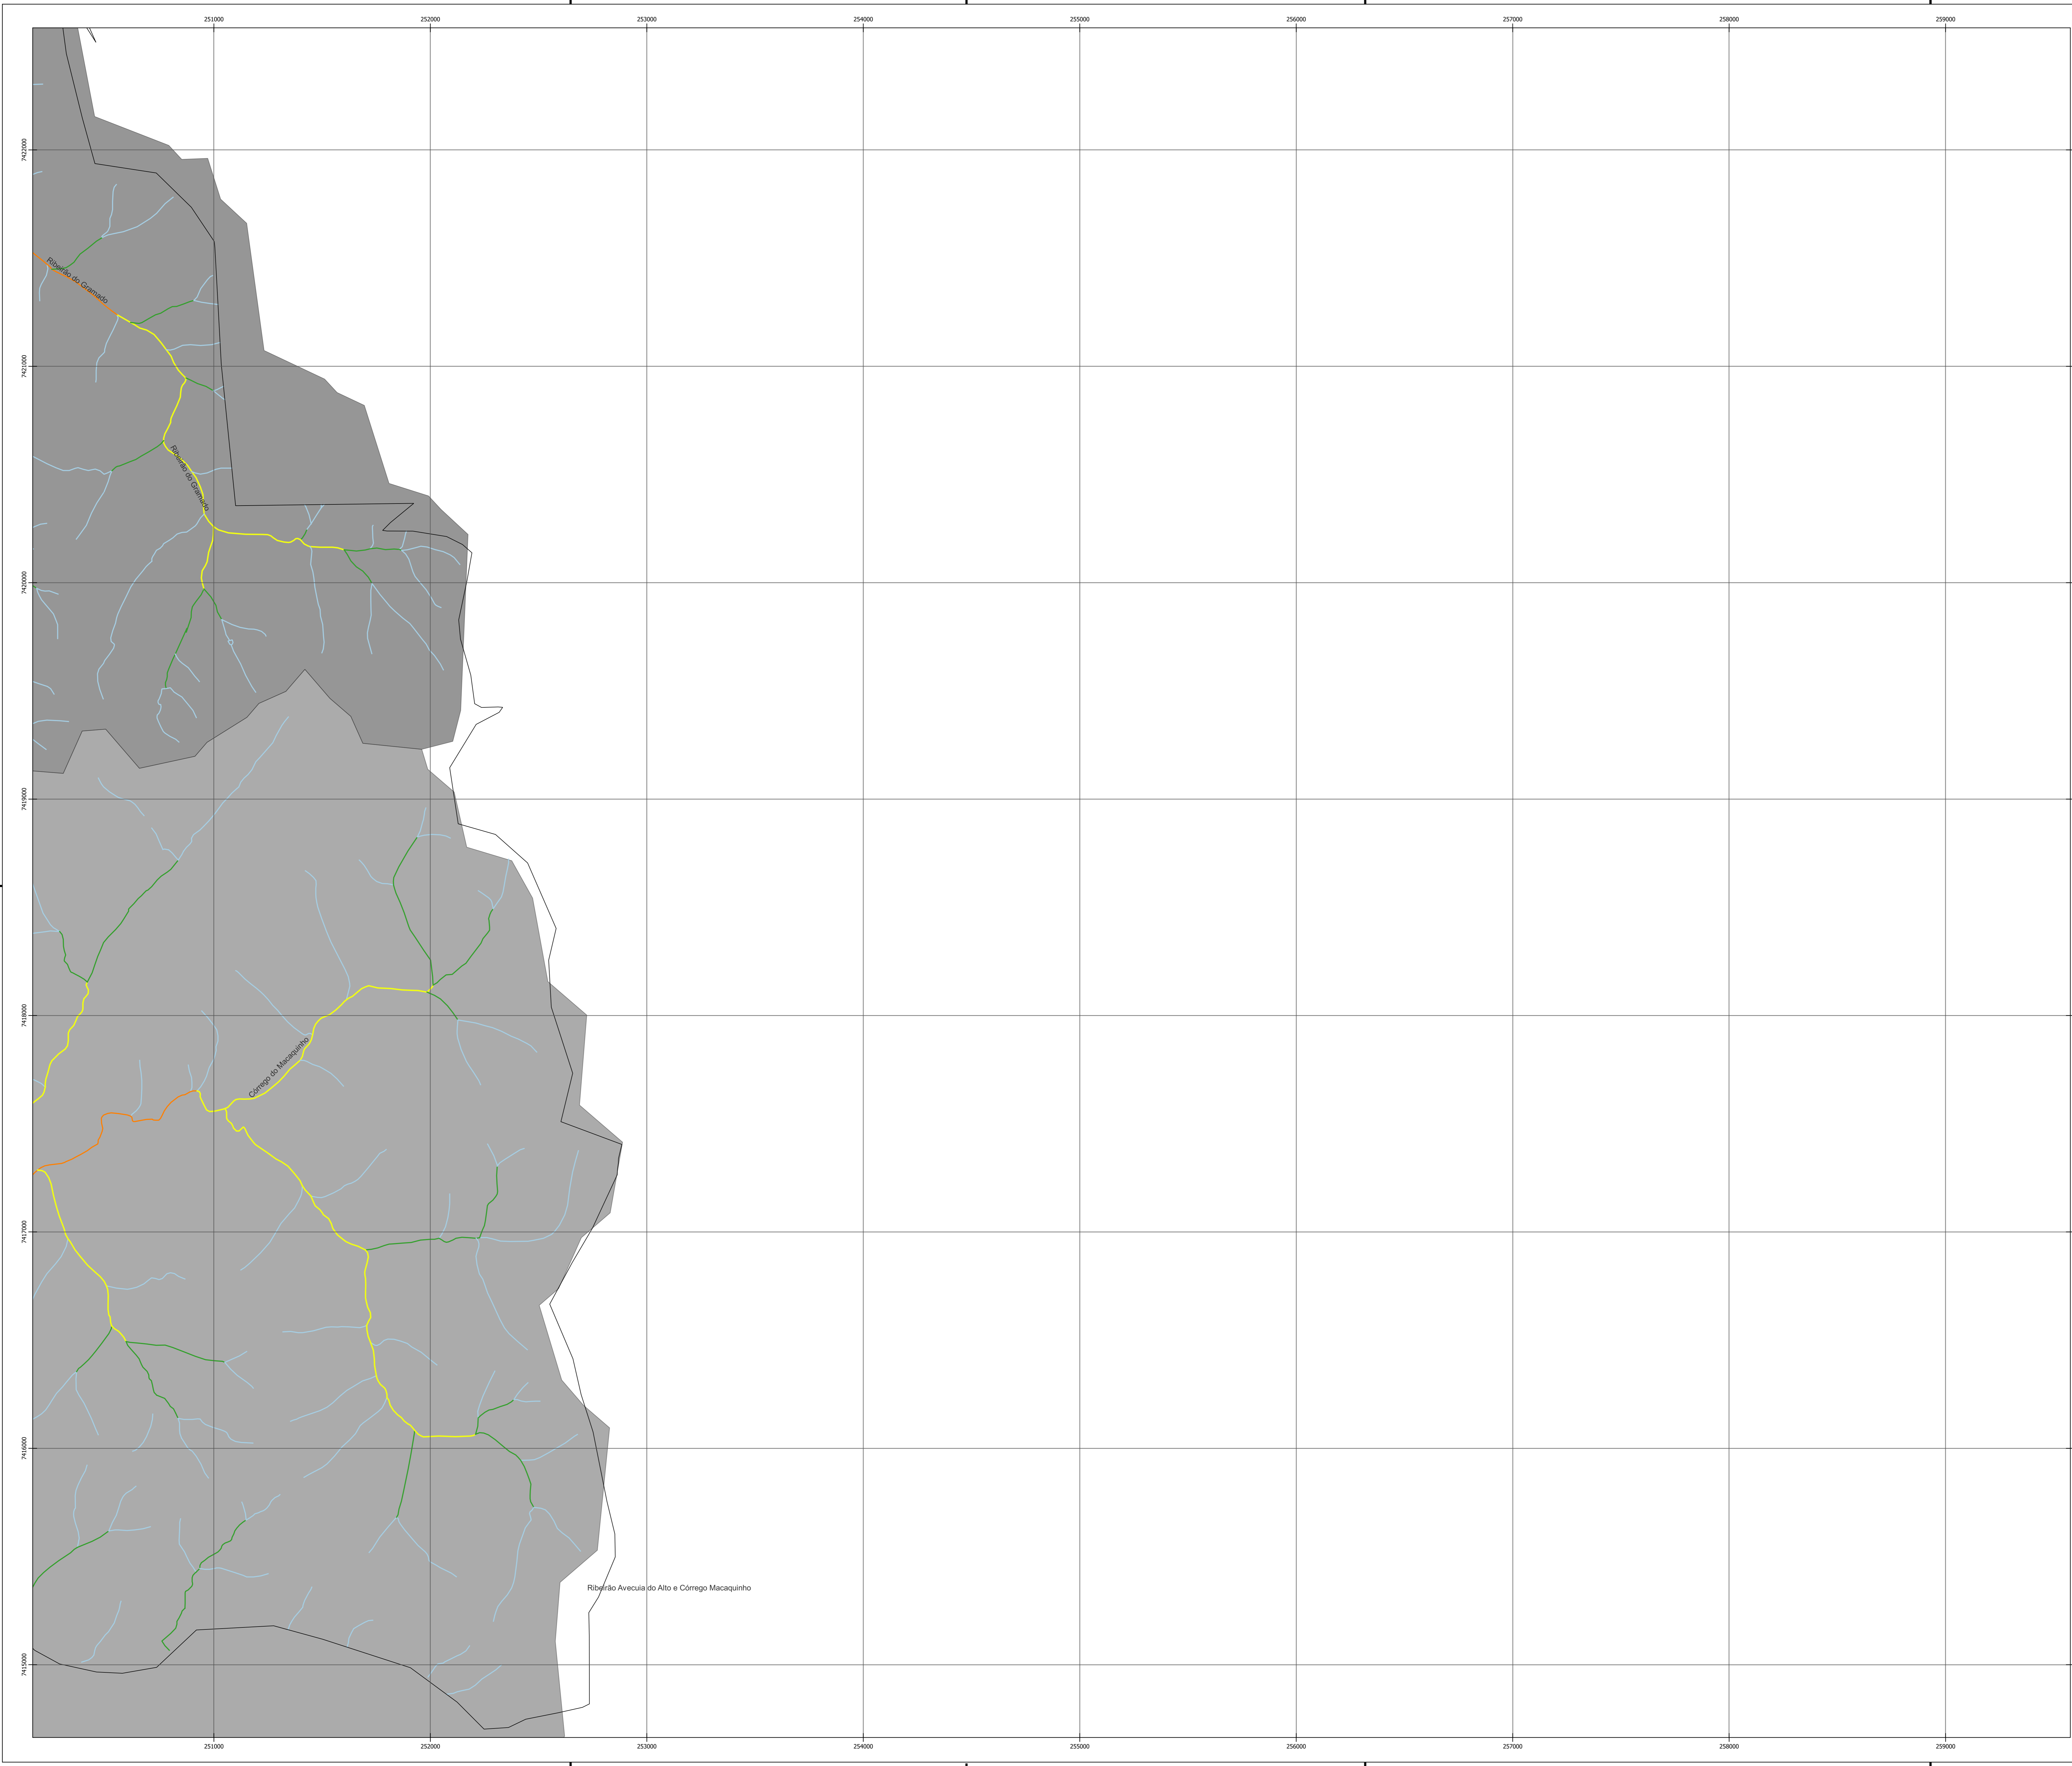 251000 252000 253000 254000 255000 256000 257000 258000 259000
7422000
Ribeirão do Gramado
7421000
Ribeirão do Gramado
7420000
7419000
7418000
Córrego do Macaquinho
7417000
7416000
Ribeirão Avecuia do Alto e Córrego Macaquinho
7415000
251000 252000 253000 254000 255000 256000 257000 258000 259000